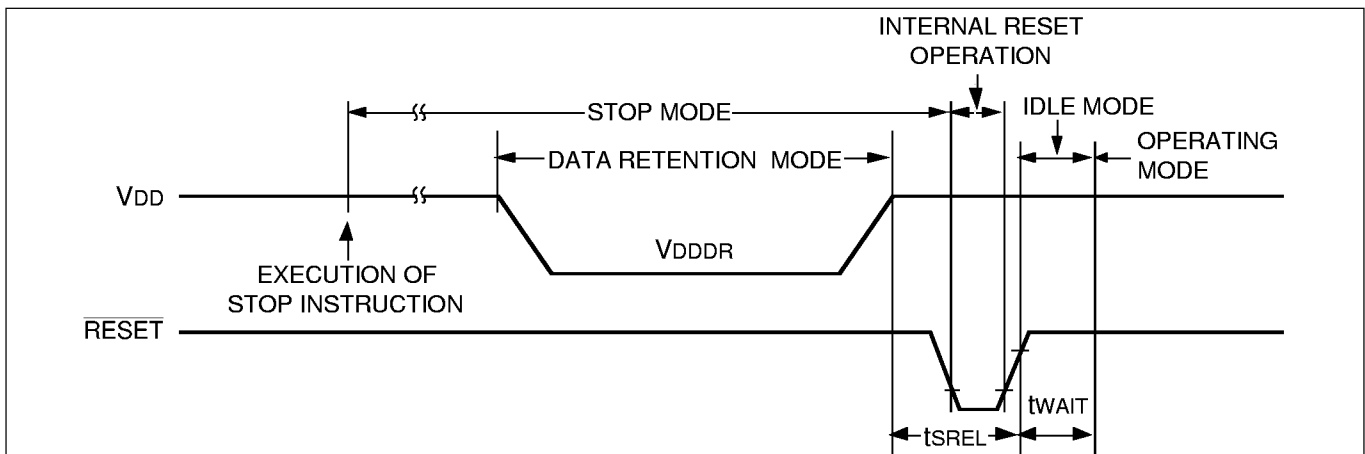 INTERNAL RESET
OPERATION
STOP MODE
IDLE MODE
DATA RETENTION MODE
OPERATING
MODE
VDD
VDDDR
EXECUTION OF
STOP INSTRUCTION
RESET
tWAIT
tSREL